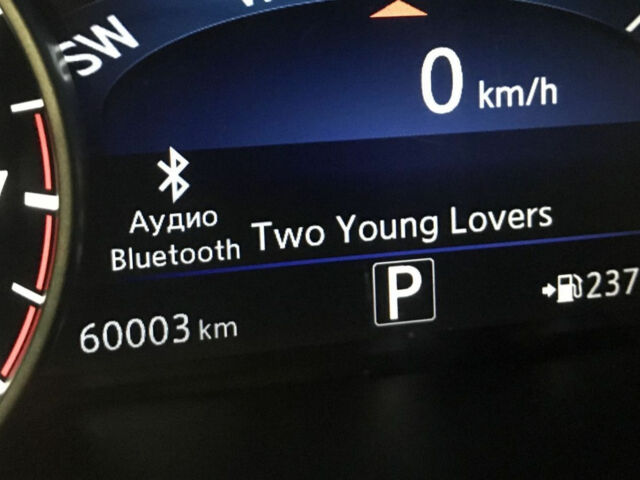 SW
0 km/h
Аудио
Bluetooth
Two Young Lovers
P
237
60003 km